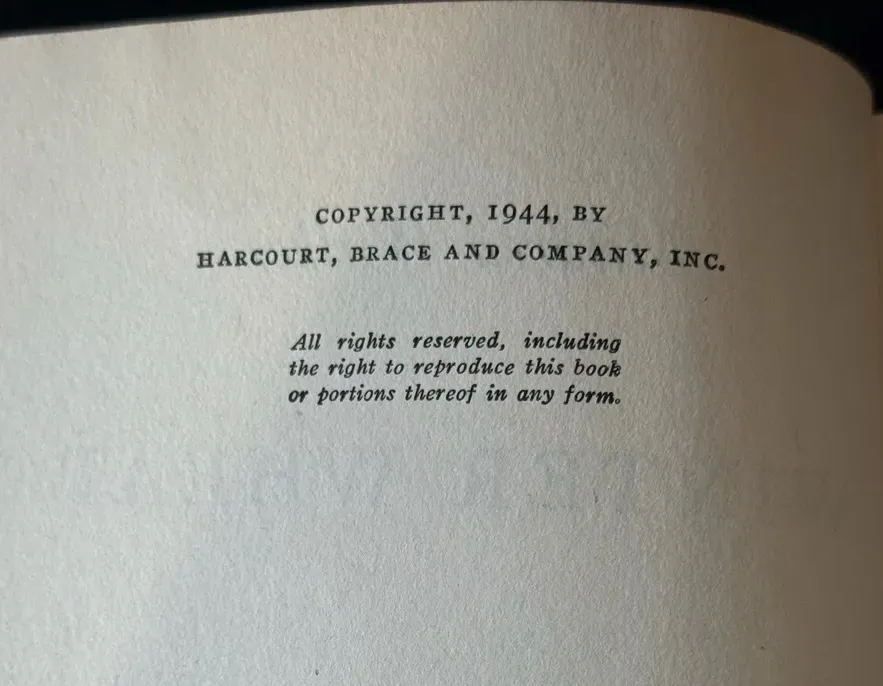 COPYRIGHT, 1944, BY
HARCOURT, BRACE AND COMPANY, INC.
All rights reserved, including
the right to reproduce this book
or portions thereof in any form.